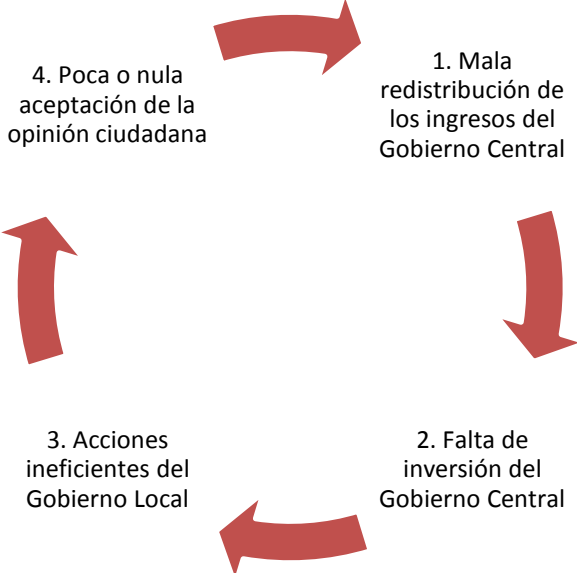 1. Mala
redistribución de
los ingresos del
Gobierno Central
2. Falta de
inversión del
Gobierno Central
3. Acciones
ineficientes del
Gobierno Local
4. Poca o nula
aceptación de la
opinión ciudadana